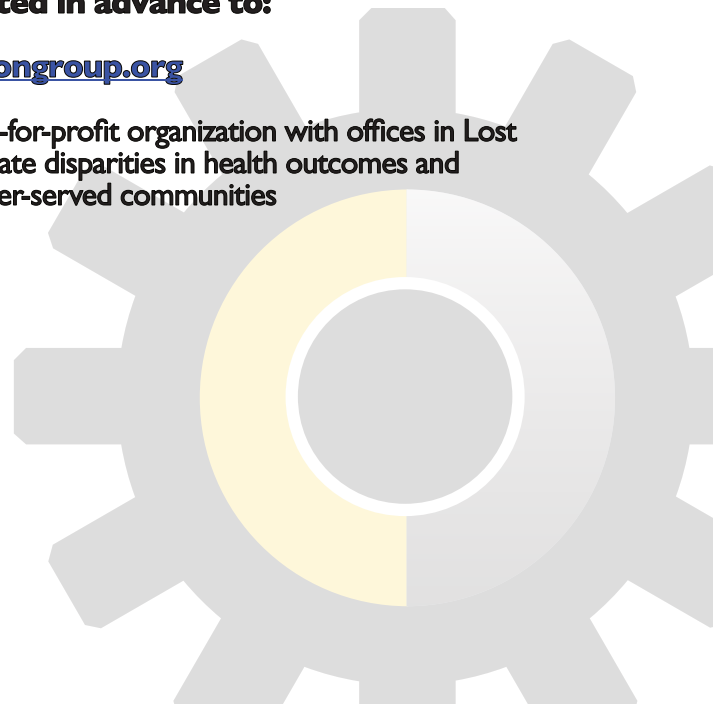 ted in advance to:
ongroup.org
-for-profit organization with offices in Lost
ate disparities in health outcomes and
er-served communities